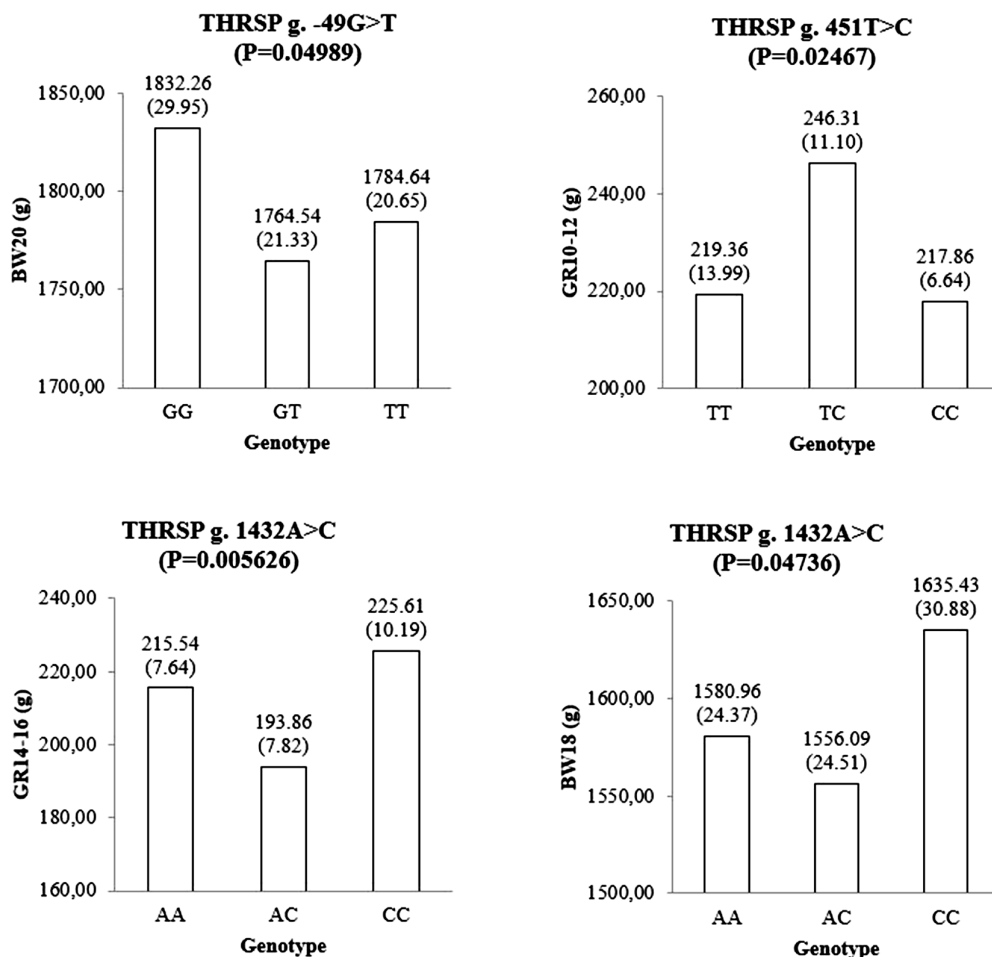 THRSP g. -49G>T
(P=0.04989)
1832.26
(29.95)
1764.54
(21.33)
1784.64
(20.65)
1850,00
1800,00
1750,00
1700,00
BW20 (g)
GG GT TT
Genotype
THRSP g. 451T>C
(P=0.02467)
246.31
(11.10)
219.36
(13.99)
217.86
(6.64)
260,00
240,00
220,00
200,00
GR10-12 (g)
TT TC CC
Genotype
THRSP g. 1432A>C
(P=0.005626)
215.54
(7.64)
193.86
(7.82)
225.61
(10.19)
240,00
220,00
200,00
180,00
160,00
GR14-16 (g)
AA AC CC
Genotype
THRSP g. 1432A>C
(P=0.04736)
1580.96
(24.37)
1556.09
(24.51)
1635.43
(30.88)
1650,00
1600,00
1550,00
1500,00
BW18 (g)
AA AC CC
Genotype